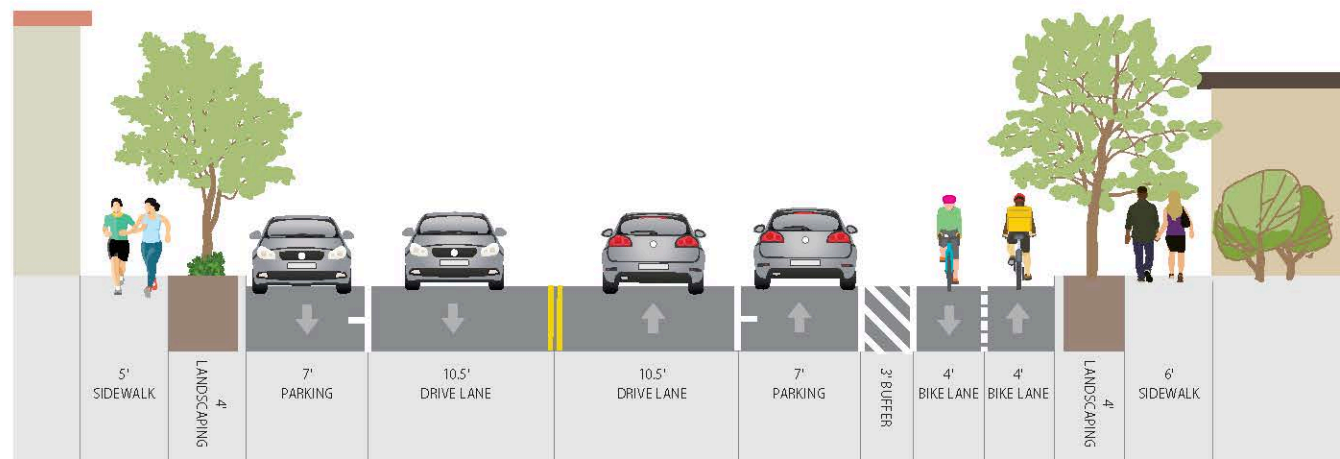 5'
SIDEWALK
4'
LANDSCAPING
7'
PARKING
10.5'
DRIVE LANE
10.5'
DRIVE LANE
7'
PARKING
3' BUFFER
4'
BIKE LANE
4'
BIKE LANE
4'
LANDSCAPING
6'
SIDEWALK